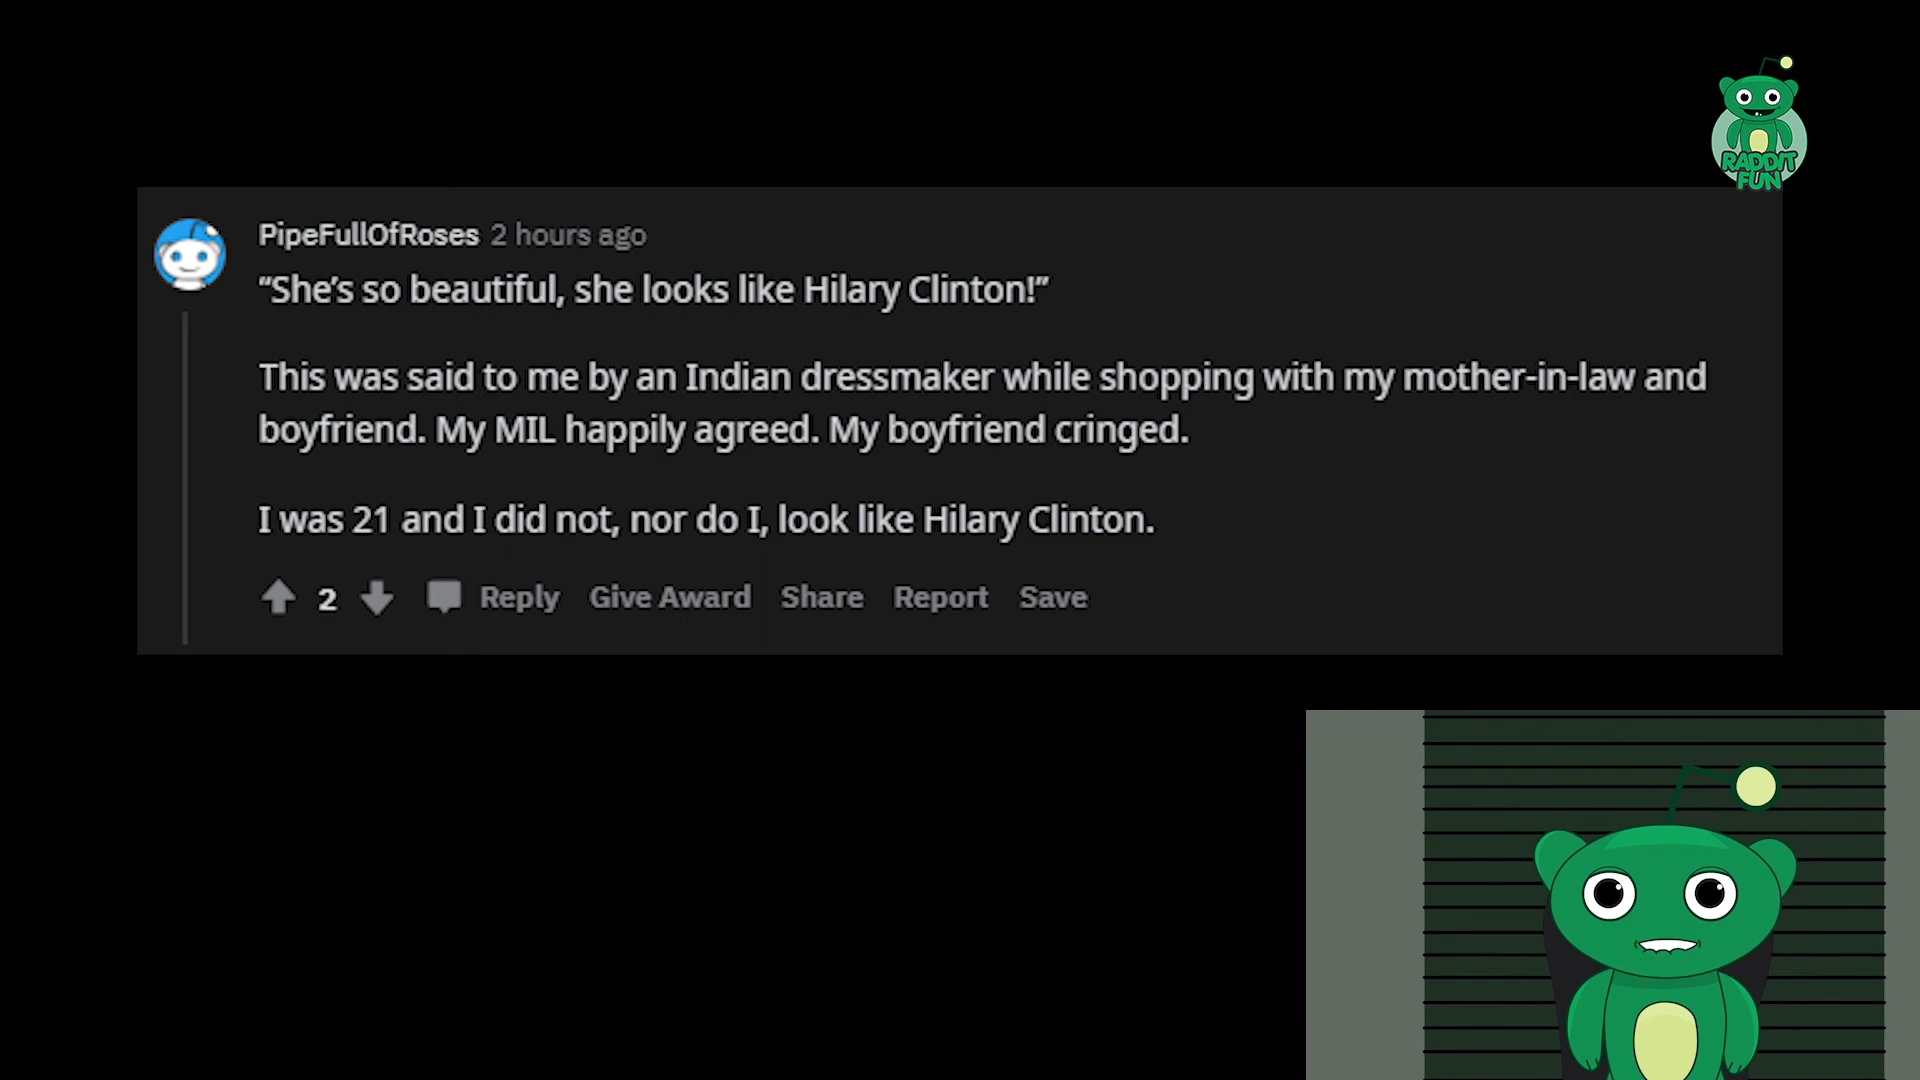 RADDIT
FUN
PipeFullOfRoses 2 hours ago
“She’s so beautiful, she looks like Hilary Clinton!”
This was said to me by an Indian dressmaker while shopping with my mother-in-law and
boyfriend. My MIL happily agreed. My boyfriend cringed.
I was 21 and I did not, nor do I, look like Hilary Clinton.
2 Reply Give Award Share Report Save